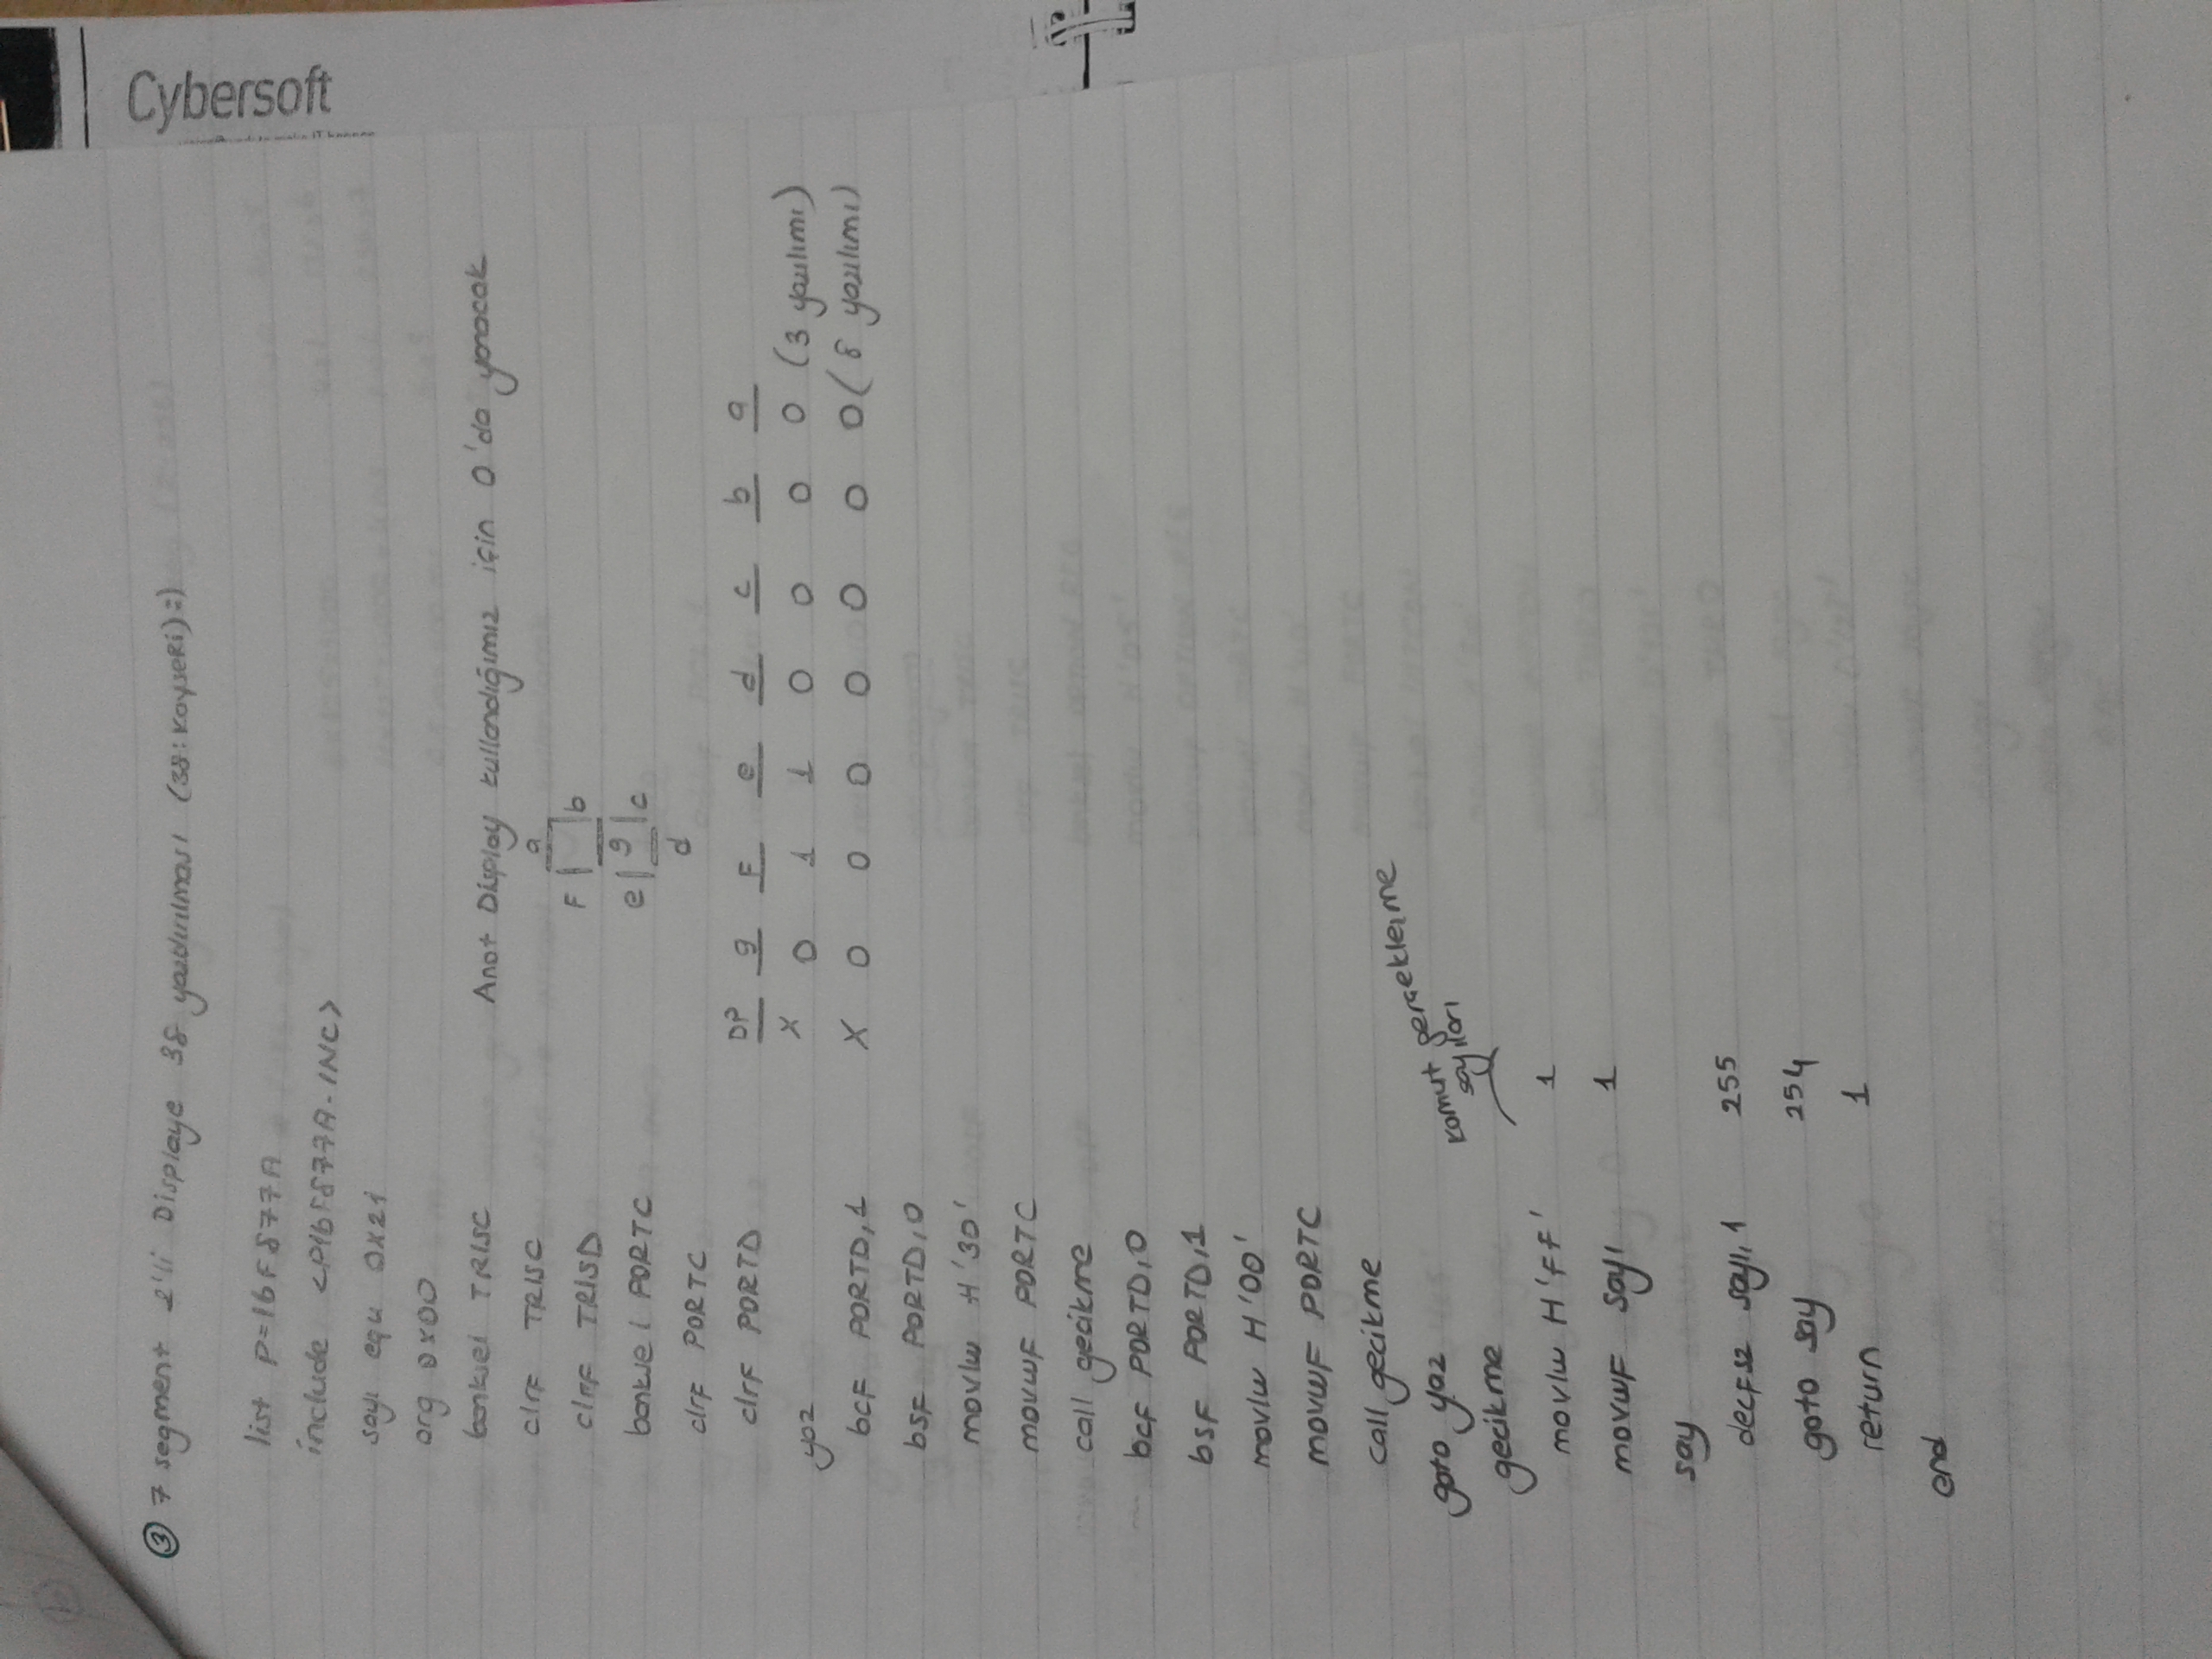 ③ 7 segment 2'li Displaye 38 yazdırılması (38:KaysERİ):)
list P=16F877A
include <P16F877A.INC>
sayı equ 0x21
org 0x00
banksel TRISC
Anot Display kullandığımız için 0'da yanacak
clrF TRISC
clrF TRISD
banksel PORTC
clrF PORTC
clrF PORTD
a
F b
g
e c
d
DP g F e d c b a
X 0 1 1 0 0 0 0 (3 yazılımı)
X 0 0 0 0 0 0 0 (8 yazılımı)
yaz
bcF PORTD,1
bsF PORTD,0
movlw H'30'
movwF PORTC
call gecikme
bcF PORTD,0
bsF PORTD,1
movlw H'00'
movwF PORTC
call gecikme
goto yaz
komut gerçekleşme
sayıları
gecikme
movlw H'FF' 1
movwF sayı 1
say
decFsz sayı,1 255
goto say 254
return 1
end
Cybersoft